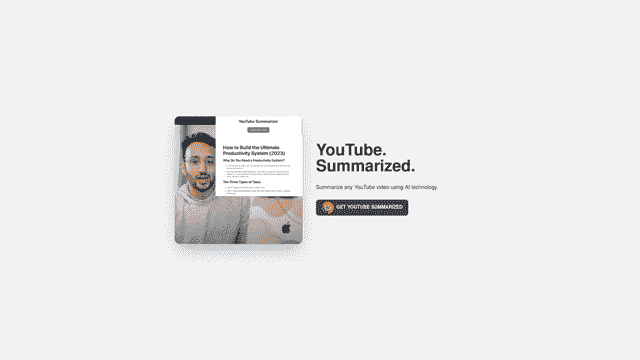 YouTube Summarizer
How to Build the Ultimate
Productivity System (2023)
Why Do You Need a Productivity System?
The Three Types of Tasks
YouTube.
Summarized.
Summarize any YouTube video using AI technology.
GET YOUTUBE SUMMARIZED